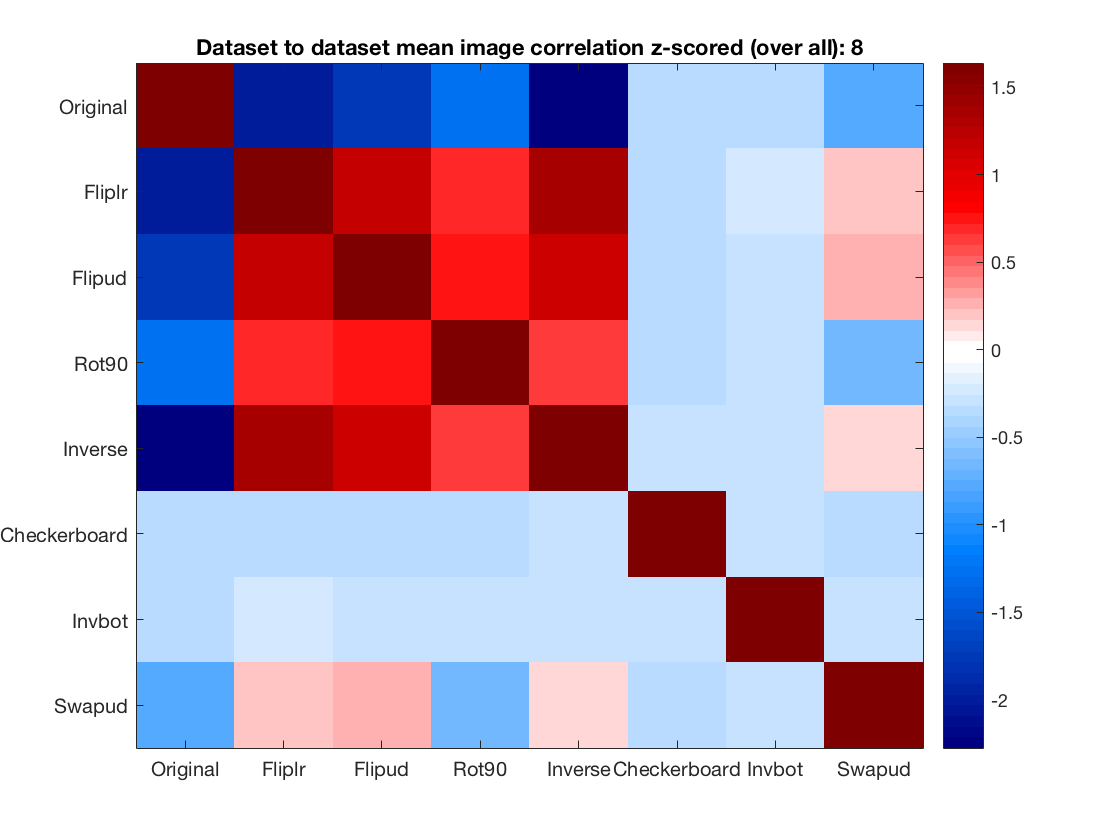 Dataset to dataset mean image correlation z-scored (over all): 8
Original
Fliplr
Flipud
Rot90
Inverse
Checkerboard
Invbot
Swapud
Original Fliplr Flipud Rot90 Inverse Checkerboard Invbot Swapud
1.5
1
0.5
0
-0.5
-1
-1.5
-2